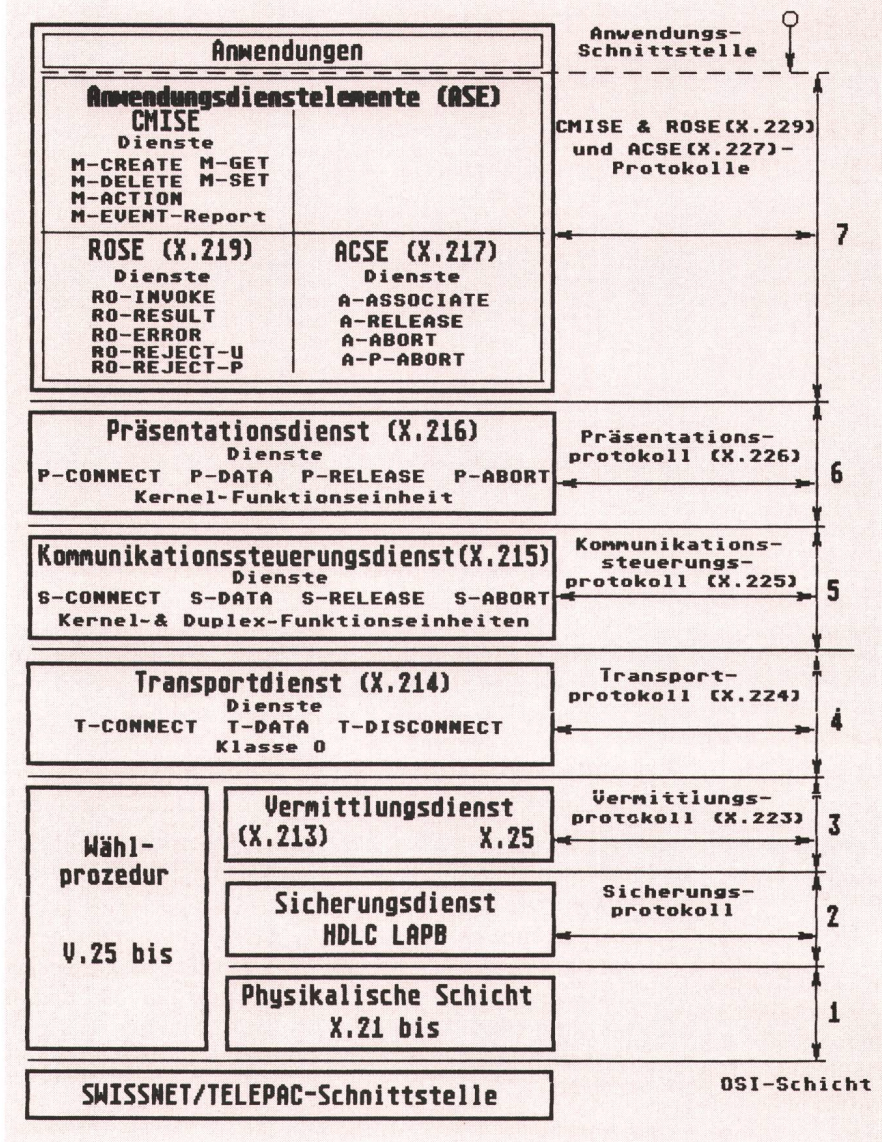 Anwendungen
Anwendungs-
Schnittstelle
Anwendungsdienstelemente (ASE)
CMISE
Dienste
M-CREATE M-GET
M-DELETE M-SET
M-ACTION
M-EVENT-Report
CMISE & ROSE(X.229)
und ACSE(X.227)-
Protokolle
7
ROSE (X.219)
Dienste
RO-INVOKE
RO-RESULT
RO-ERROR
RO-REJECT-U
RO-REJECT-P
ACSE (X.217)
Dienste
A-ASSOCIATE
A-RELEASE
A-ABORT
A-P-ABORT
Präsentationsdienst (X.216)
Dienste
P-CONNECT P-DATA P-RELEASE P-ABORT
Kernel-Funktionseinheit
Präsentations-
protokoll (X.226)
6
Kommunikationssteuerungsdienst(X.215)
Dienste
S-CONNECT S-DATA S-RELEASE S-ABORT
Kernel-& Duplex-Funktionseinheiten
Kommunikations-
steuerungs-
protokoll (X.225)
5
Transportdienst (X.214)
Dienste
T-CONNECT T-DATA T-DISCONNECT
Klasse 0
Transport-
protokoll (X.224)
4
Wähl-
prozedur
V.25 bis
Vermittlungsdienst
(X.213) X.25
Vermittlungs-
protokoll (X.223)
3
Sicherungsdienst
HDLC LAPB
Sicherungs-
protokoll
2
Physikalische Schicht
X.21 bis
1
SWISSNET/TELEPAC-Schnittstelle
OSI-Schicht